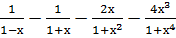 1/(1−x) − 1/(1+x) − 2x/(1+x²) − 4x³/(1+x⁴)